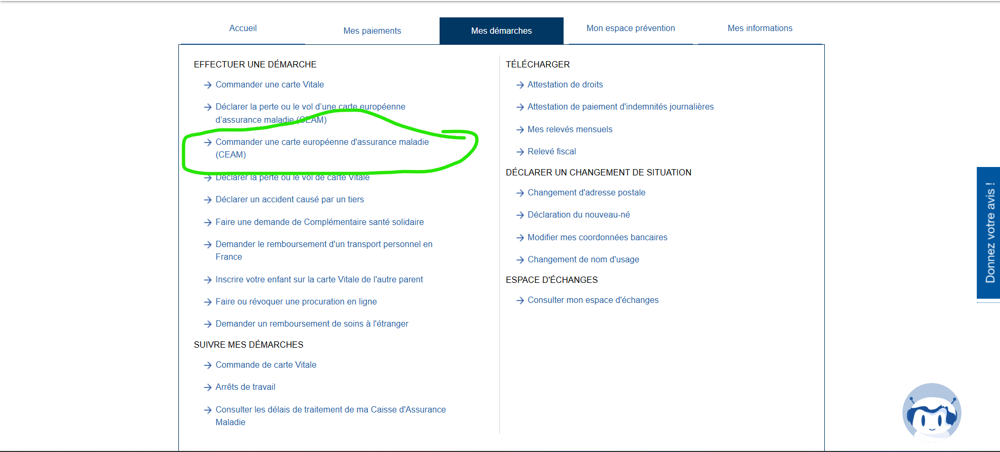 Accueil
Mes paiements
Mes démarches
Mon espace prévention
Mes informations
EFFECTUER UNE DÉMARCHE
Commander une carte Vitale
Déclarer la perte ou le vol d’une carte européenne
d’assurance maladie (CEAM)
Commander une carte européenne d'assurance maladie
(CEAM)
Déclarer la perte ou le vol de carte Vitale
Déclarer un accident causé par un tiers
Faire une demande de Complémentaire santé solidaire
Demander le remboursement d'un transport personnel en
France
Inscrire votre enfant sur la carte Vitale de l'autre parent
Faire ou révoquer une procuration en ligne
Demander un remboursement de soins à l'étranger
SUIVRE MES DÉMARCHES
Commande de carte Vitale
Arrêts de travail
Consulter les délais de traitement de ma Caisse d'Assurance
Maladie
TÉLÉCHARGER
Attestation de droits
Attestation de paiement d'indemnités journalières
Mes relevés mensuels
Relevé fiscal
DÉCLARER UN CHANGEMENT DE SITUATION
Changement d'adresse postale
Déclaration du nouveau-né
Modifier mes coordonnées bancaires
Changement de nom d'usage
ESPACE D'ÉCHANGES
Consulter mon espace d'échanges
Donnez votre avis !